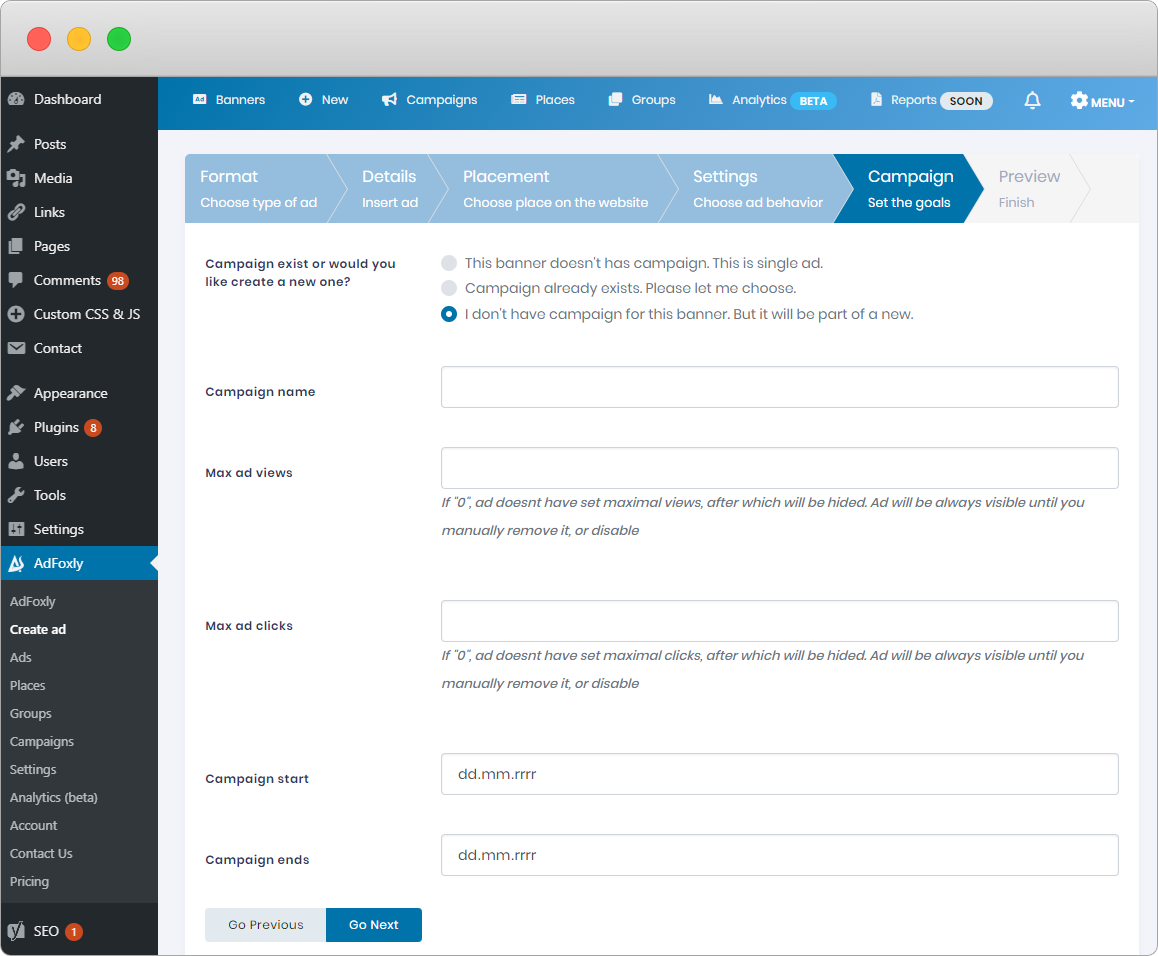 Dashboard
Posts
Media
Links
Pages
Comments 98
Custom CSS & JS
Contact
Appearance
Plugins 8
Users
Tools
Settings
AdFoxly
AdFoxly
Create ad
Ads
Places
Groups
Campaigns
Settings
Analytics (beta)
Account
Contact Us
Pricing
SEO 1
Ad Banners New Campaigns Places Groups Analytics BETA Reports SOON MENU
Format
Choose type of ad
Details
Insert ad
Placement
Choose place on the website
Settings
Choose ad behavior
Campaign
Set the goals
Preview
Finish
Campaign exist or would you
like create a new one?
This banner doesn't has campaign. This is single ad.
Campaign already exists. Please let me choose.
I don't have campaign for this banner. But it will be part of a new.
Campaign name
Max ad views
If "0", ad doesnt have set maximal views, after which will be hided. Ad will be always visible until you
manually remove it, or disable
Max ad clicks
If "0", ad doesnt have set maximal clicks, after which will be hided. Ad will be always visible until you
manually remove it, or disable
Campaign start
dd.mm.rrrr
Campaign ends
dd.mm.rrrr
Go Previous
Go Next